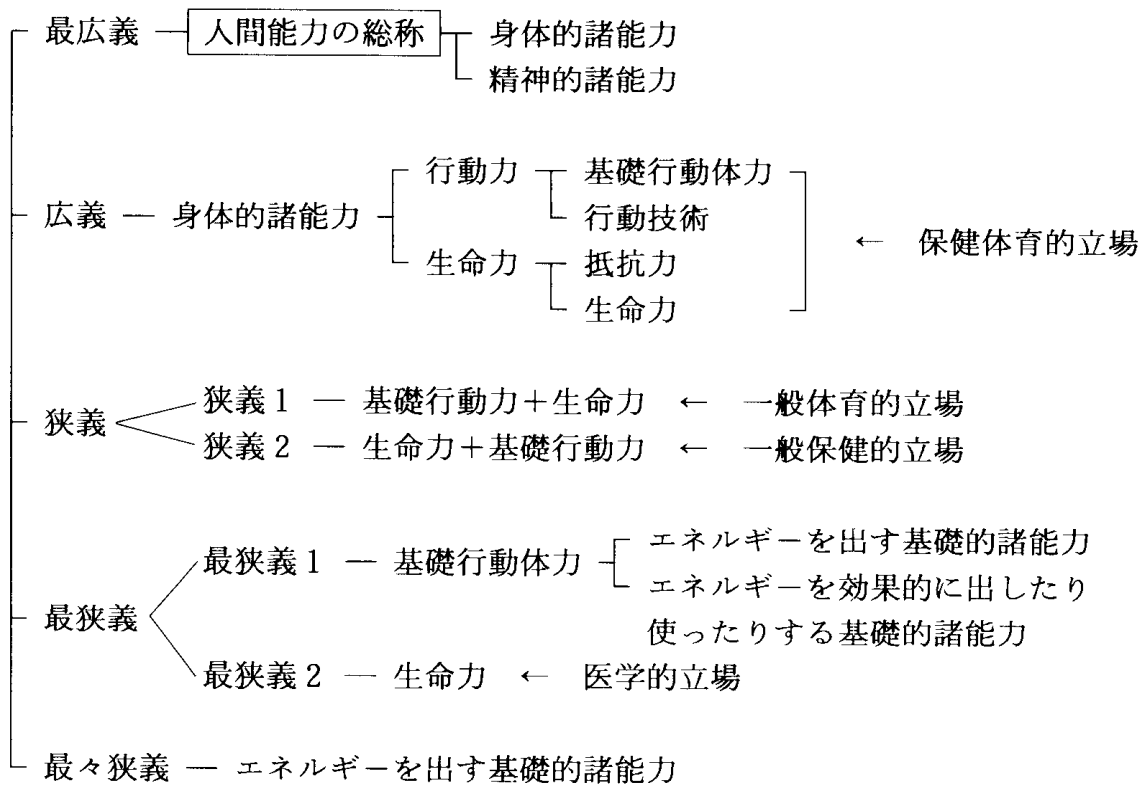 最広義 — 人間能力の総称 身体的諸能力
精神的諸能力
行動力 基礎行動体力
広義 — 身体的諸能力 行動技術
← 保健体育的立場
生命力 抵抗力
生命力
狭義 狭義1 — 基礎行動力+生命力 ← 一般体育的立場
狭義2 — 生命力+基礎行動力 ← 一般保健的立場
最狭義 最狭義1 — 基礎行動体力 エネルギーを出す基礎的諸能力
エネルギーを効果的に出したり
使ったりする基礎的諸能力
最狭義2 — 生命力 ← 医学的立場
最々狭義 — エネルギーを出す基礎的諸能力